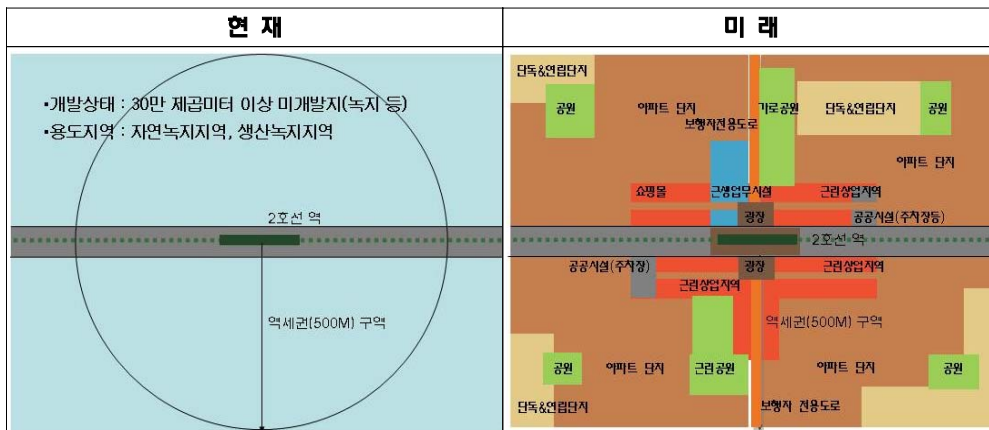 현 재
미 래
▪개발상태 : 30만 제곱미터 이상 미개발지(녹지 등)
▪용도지역 : 자연녹지지역, 생산녹지지역
2호선 역
역세권(500M) 구역
단독&연립단지
공원
아파트 단지
보행자전용도로
가로공원
단독&연립단지
공원
아파트 단지
쇼핑몰
근생업무시설
근린상업지역
광장
공공시설(주차장등)
2호선 역
공공시설(주차장)
광장
근린상업지역
근린상업지역
역세권(500M) 구역
공원
아파트 단지
근린공원
아파트 단지
공원
단독&연립단지
보행자 전용도로
단독&연립단지